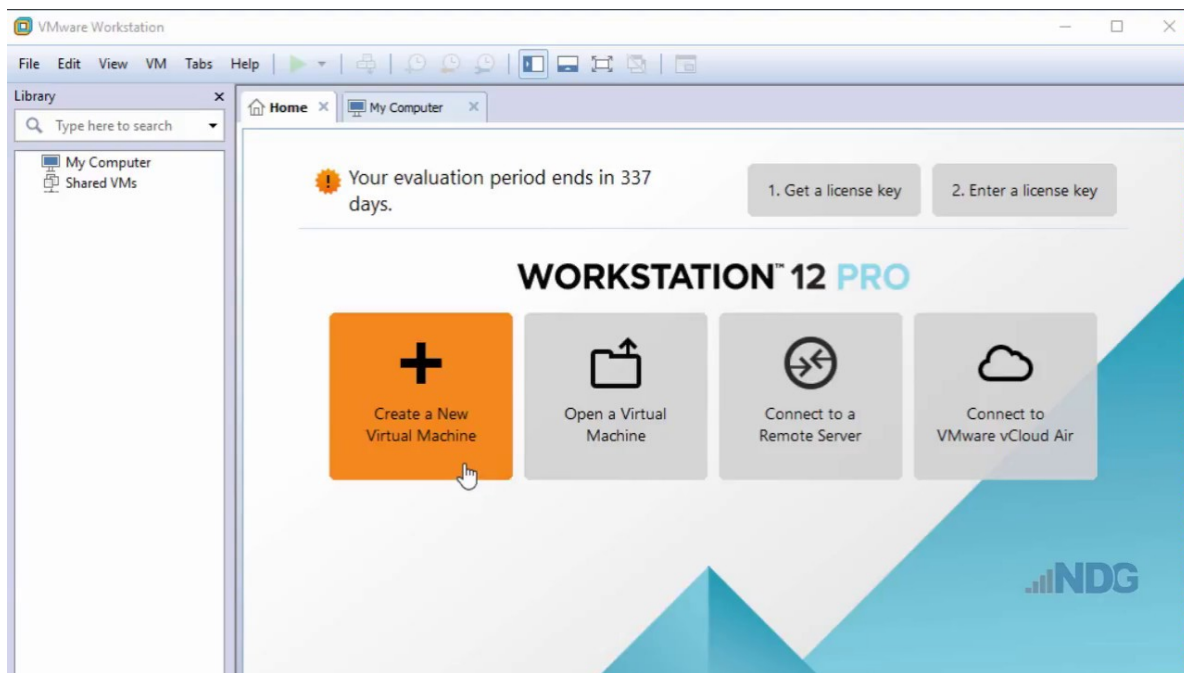 VMware Workstation
File Edit View VM Tabs Help
Library
Type here to search
My Computer
Shared VMs
Home
My Computer
Your evaluation period ends in 337
days.
1. Get a license key
2. Enter a license key
WORKSTATION™ 12 PRO
Create a New
Virtual Machine
Open a Virtual
Machine
Connect to a
Remote Server
Connect to
VMware vCloud Air
NDG